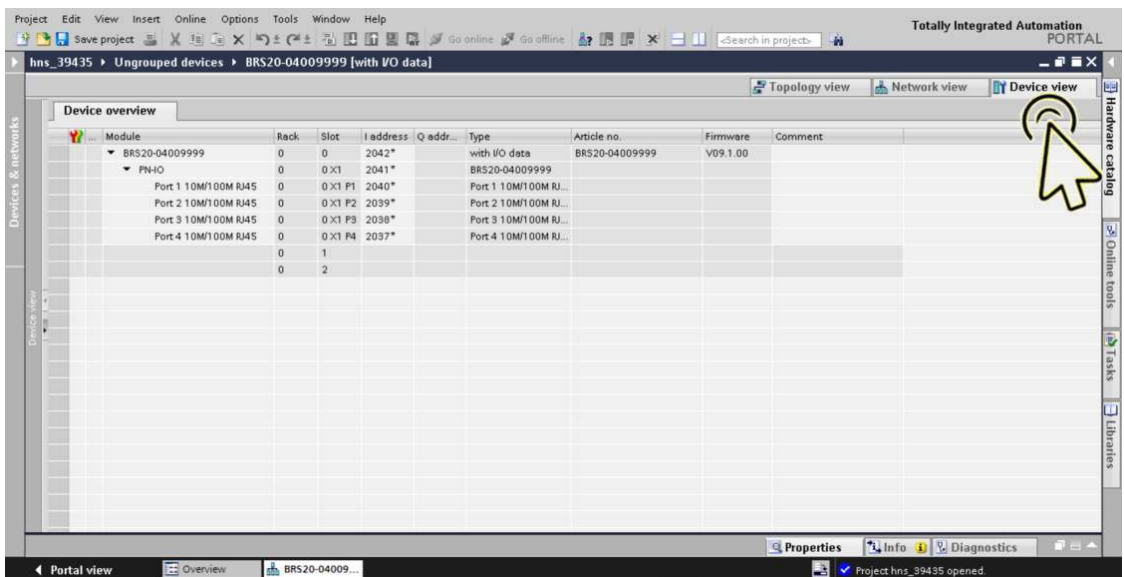 Project Edit View Insert Online Options Tools Window Help
Totally Integrated Automation
PORTAL
Save project Go online Go offline <Search in project>
hns_39435 ▸ Ungrouped devices ▸ BRS20-04009999 [with I/O data]
Topology view Network view Device view
Device overview
... Module Rack Slot I address Q addr... Type Article no. Firmware Comment
BRS20-04009999 0 0 2042* with I/O data BRS20-04009999 V09.1.00
PN-IO 0 0 X1 2041* BRS20-04009999
Port 1 10M/100M RJ45 0 0 X1 P1 2040* Port 1 10M/100M RJ...
Port 2 10M/100M RJ45 0 0 X1 P2 2039* Port 2 10M/100M RJ...
Port 3 10M/100M RJ45 0 0 X1 P3 2038* Port 3 10M/100M RJ...
Port 4 10M/100M RJ45 0 0 X1 P4 2037* Port 4 10M/100M RJ...
0 1
0 2
Devices & networks
Device view
Hardware catalog
Online tools
Tasks
Libraries
Properties Info Diagnostics
Portal view Overview BRS20-04009... Project hns_39435 opened.